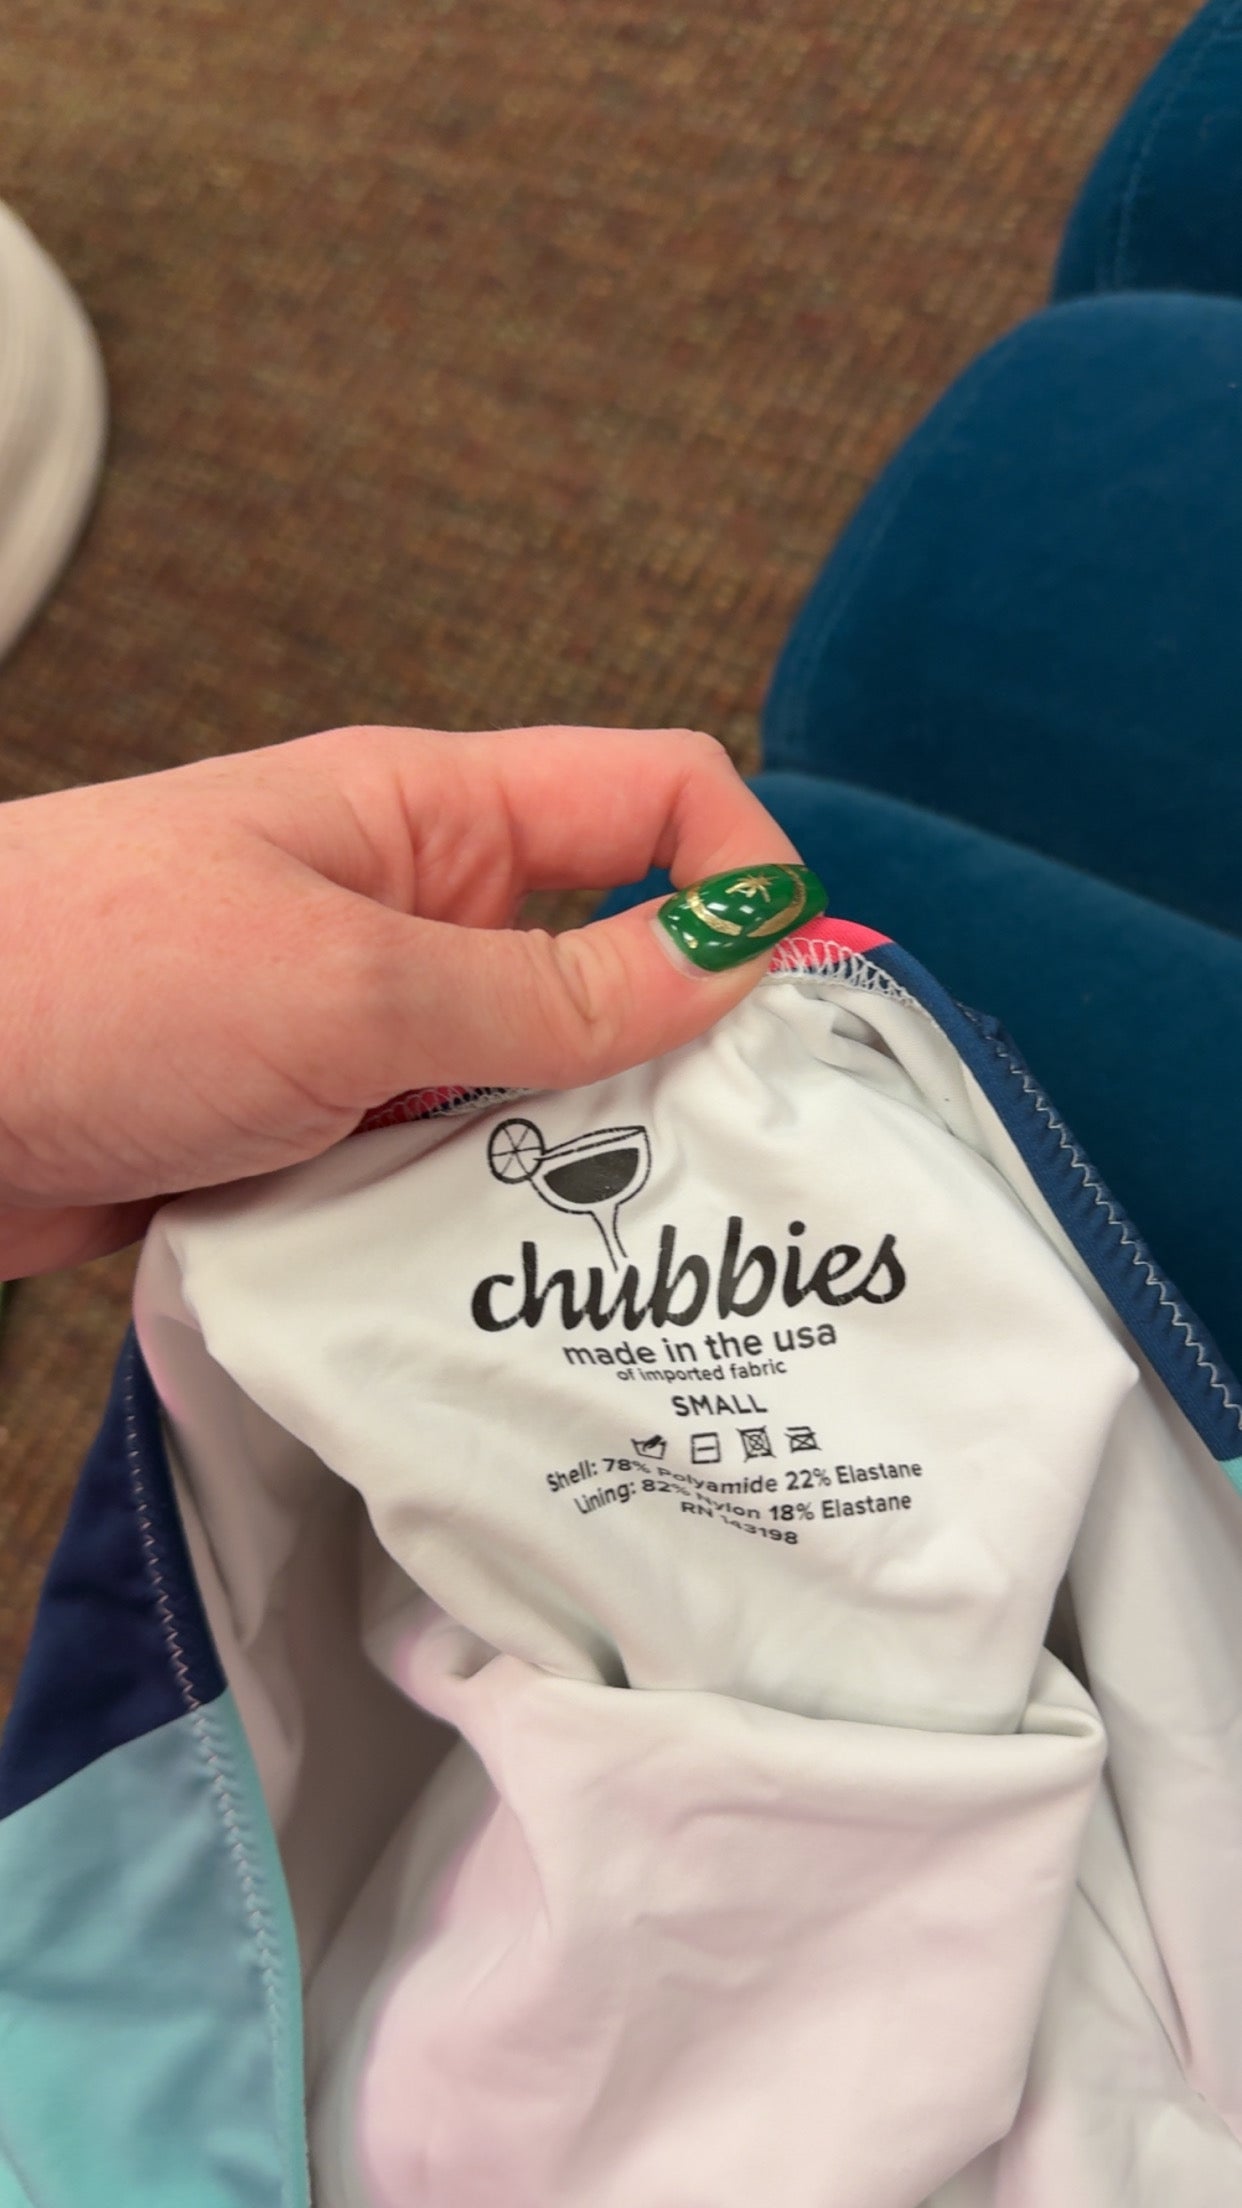 chubbies
made in the usa
of imported fabric
SMALL
Shell: 78% Polyamide 22% Elastane
Lining: 82% Nylon 18% Elastane
RN 143198